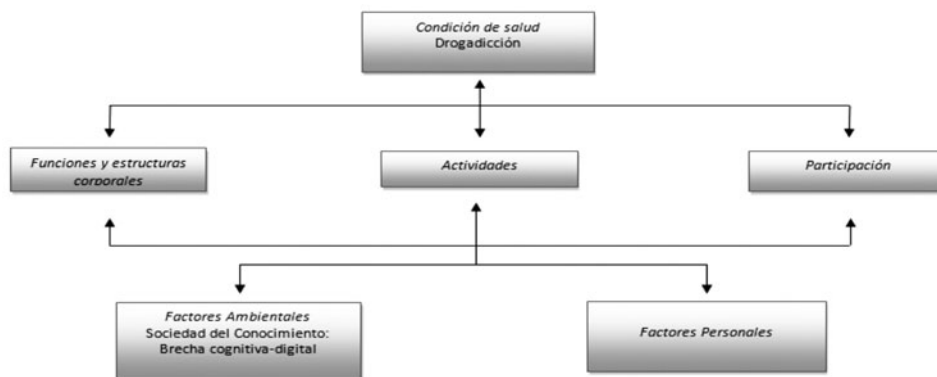 Condición de salud
Drogadicción
Funciones y estructuras
corporales
Actividades
Participación
Factores Ambientales
Sociedad del Conocimiento:
Brecha cognitiva-digital
Factores Personales